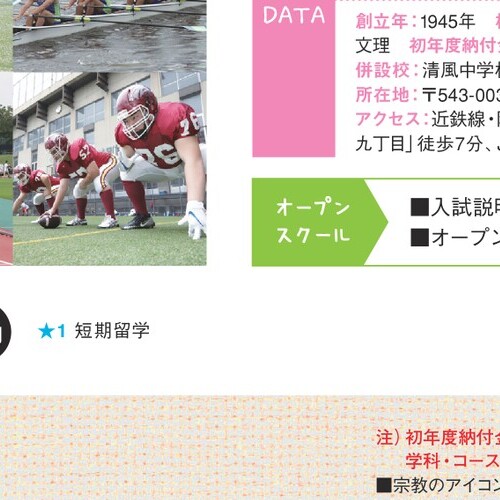 DATA
創立年：1945年
文理 初年度納付
併設校：清風中学
所在地：〒543-003
アクセス：近鉄線・
九丁目」徒歩7分、
オープン
スクール
■入試説
■オープン
★1 短期留学
注）初年度納付
学科・コース
■宗教のアイコン
76